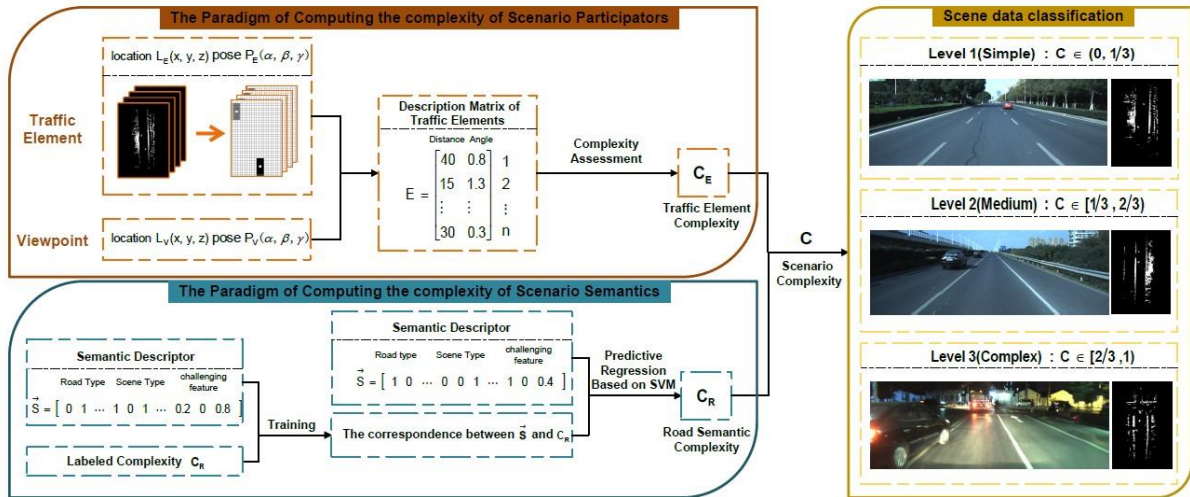 The Paradigm of Computing the complexity of Scenario Participators
location L_E(x, y, z) pose P_E(α, β, γ)
Traffic
Element
Viewpoint
location L_V(x, y, z) pose P_V(α, β, γ)
Description Matrix of
Traffic Elements
Distance Angle
E = [
40 0.8 1
15 1.3 2
⋮ ⋮ ⋮
30 0.3 n
]
Complexity
Assessment
C_E
Traffic Element
Complexity
The Paradigm of Computing the complexity of Scenario Semantics
Semantic Descriptor
Road Type Scene Type challenging
feature
S⃗ = [ 0 1 ⋯ 1 0 1 ⋯ 0.2 0 0.8 ]
Labeled Complexity C_R
Training
Semantic Descriptor
Road type Scene Type challenging
feature
S⃗ = [ 1 0 ⋯ 0 0 1 ⋯ 1 0 0.4 ]
The correspondence between S⃗ and C_R
Predictive
Regression
Based on SVM
C_R
Road Semantic
Complexity
C
Scenario
Complexity
Scene data classification
Level 1(Simple) : C ∈ (0, 1/3)
Level 2(Medium) : C ∈ [1/3 , 2/3)
Level 3(Complex) : C ∈ [2/3 ,1)